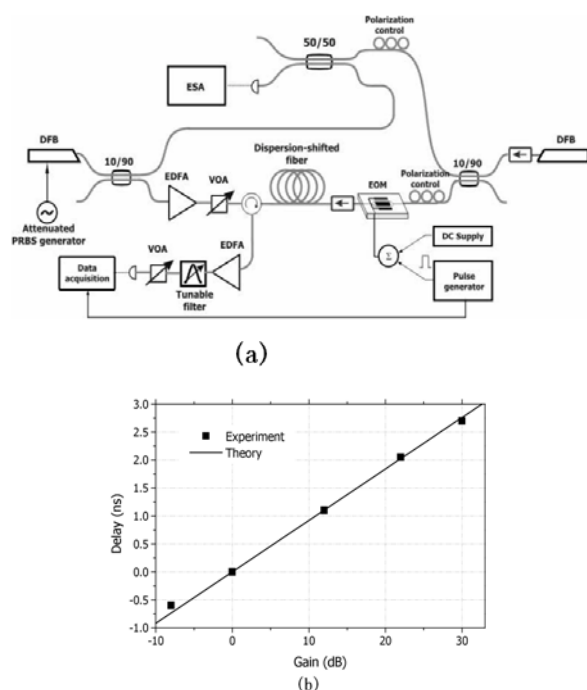 Polarization
control
50/50
ESA
DFB
10/90
EDFA
VOA
Dispersion-shifted
fiber
EOM
Polarization
control
10/90
DFB
Attenuated
PRBS generator
VOA
EDFA
Data
acquisition
Tunable
filter
Σ
DC Supply
Pulse
generator
(a)
3.0
2.5
2.0
1.5
1.0
0.5
0.0
-0.5
-1.0
Delay (ns)
Experiment
Theory
-10 0 10 20 30
Gain (dB)
(b)